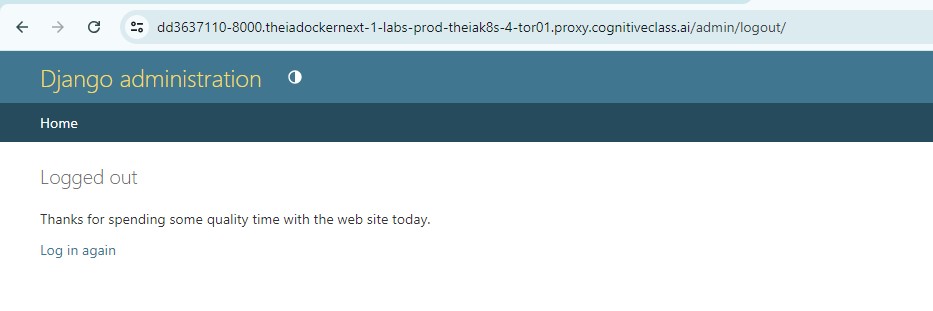 dd3637110-8000.theiadockernext-1-labs-prod-theiak8s-4-tor01.proxy.cognitiveclass.ai/admin/logout/
Django administration
Home
Logged out
Thanks for spending some quality time with the web site today.
Log in again